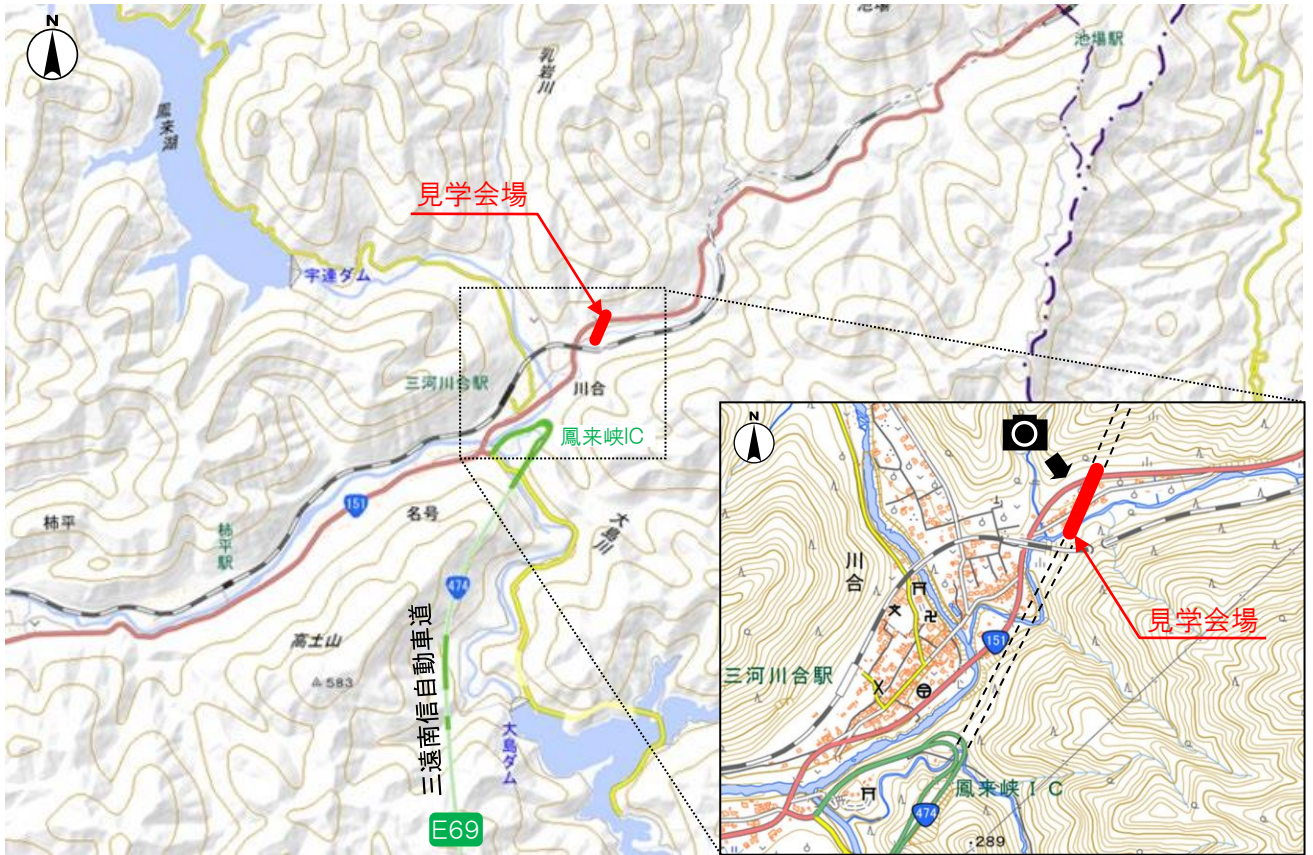 N
池場
池場駅
乳岩川
鳳来湖
見学会場
宇連ダム
三河川合駅
川合
鳳来峡IC
151
柿平
柿平駅
名号
大島川
474
高土山
583
三遠南信自動車道
大島ダム
E69
N
川合
見学会場
151
三河川合駅
鳳来峡IC
474
289